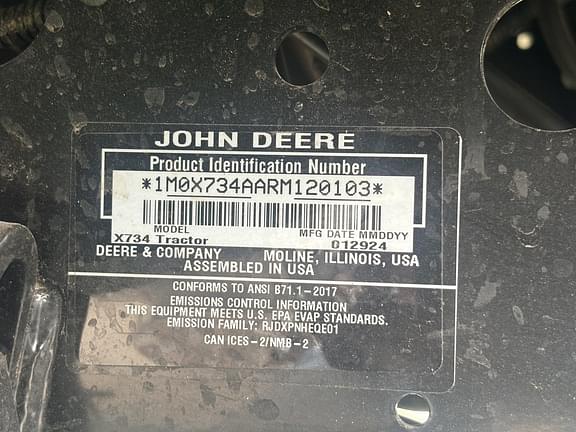 JOHN DEERE
Product Identification Number
*1M0X734AARM120103*
MODEL MFG DATE MMDDYY
X734 Tractor 012924
DEERE & COMPANY MOLINE, ILLINOIS, USA
ASSEMBLED IN USA
CONFORMS TO ANSI B71.1-2017
EMISSIONS CONTROL INFORMATION
THIS EQUIPMENT MEETS U.S. EPA EVAP STANDARDS.
EMISSION FAMILY: RJDXPNHEQE01
CAN ICES-2/NMB-2